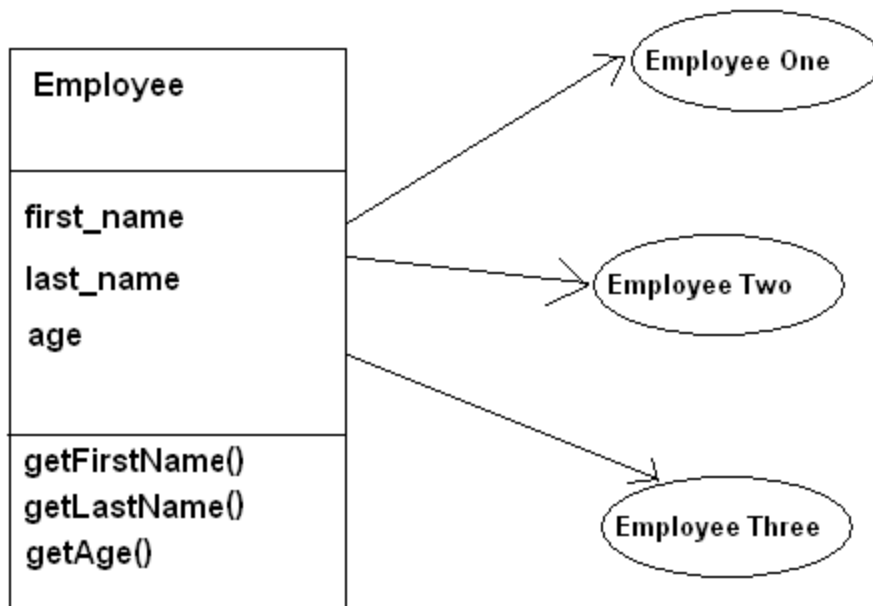 Employee
first_name
last_name
age
getFirstName()
getLastName()
getAge()
Employee One
Employee Two
Employee Three